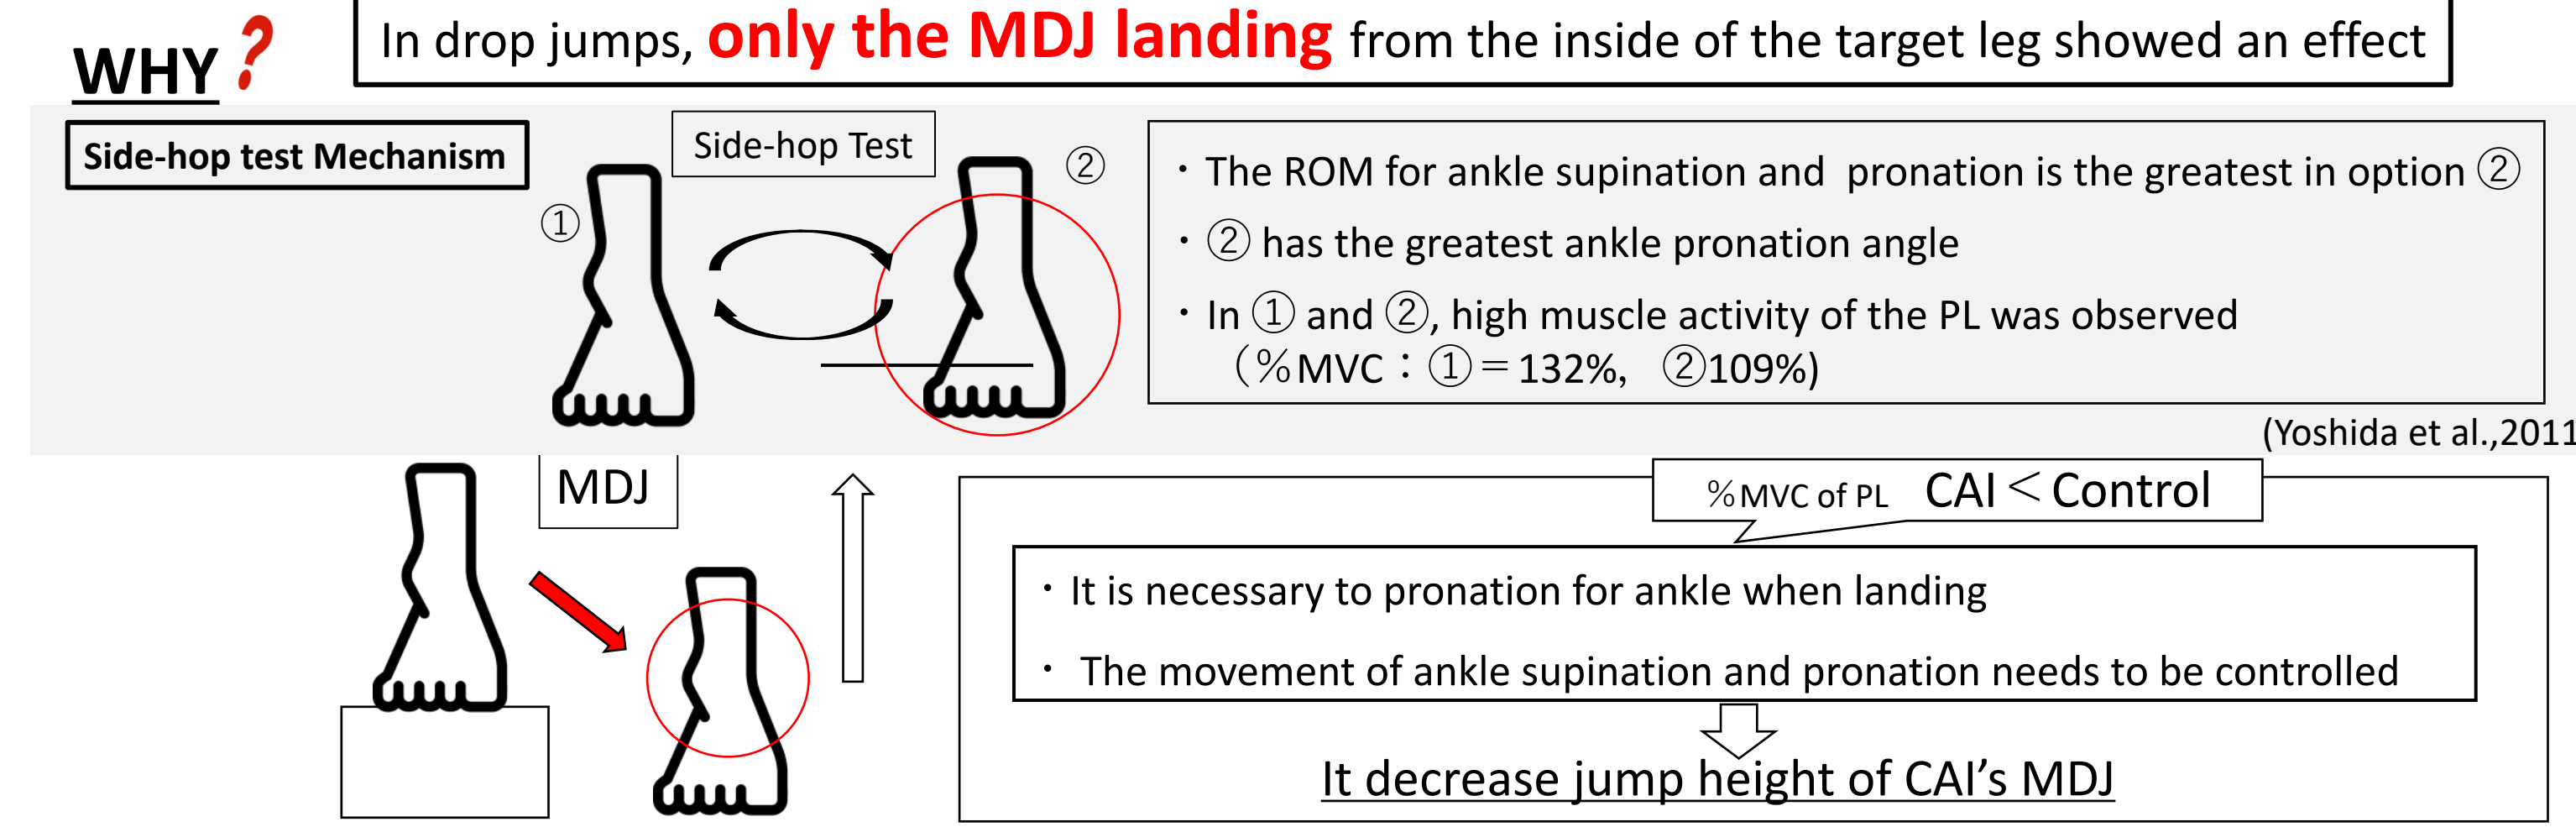 In drop jumps, only the MDJ landing from the inside of the target leg showed an effect
WHY?
Side-hop test Mechanism
Side-hop Test
①
②
・The ROM for ankle supination and pronation is the greatest in option ②
・② has the greatest ankle pronation angle
・In ① and ②, high muscle activity of the PL was observed
（%MVC：①＝132%, ②109%)
(Yoshida et al.,2011
MDJ
%MVC of PL CAI＜Control
・It is necessary to pronation for ankle when landing
・ The movement of ankle supination and pronation needs to be controlled
It decrease jump height of CAI’s MDJ